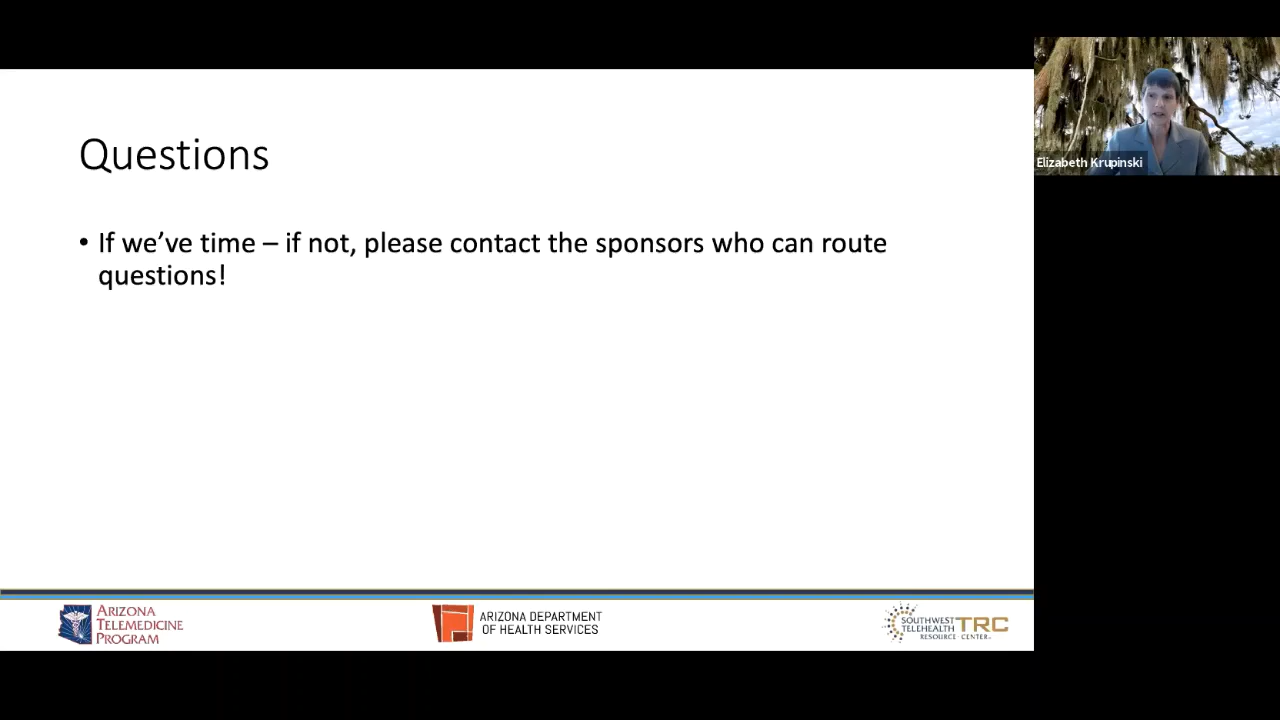 Questions
• If we’ve time – if not, please contact the sponsors who can route
questions!
Elizabeth Krupinski
ARIZONA
TELEMEDICINE
PROGRAM
ARIZONA DEPARTMENT
OF HEALTH SERVICES
SOUTHWEST
TELEHEALTH
RESOURCE CENTER
TRC